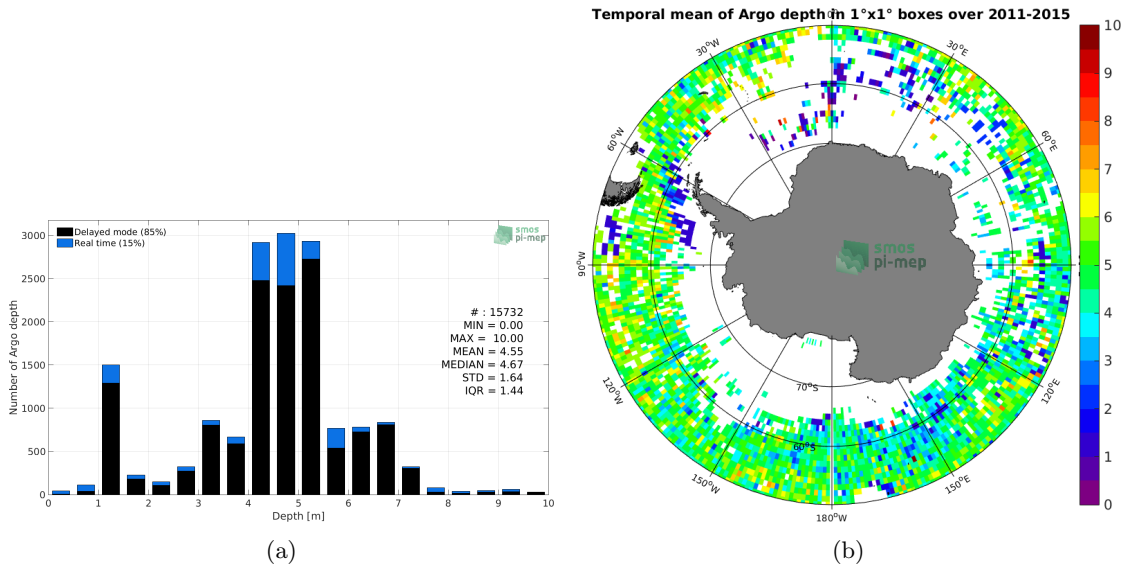 Delayed mode (85%)
Real time (15%)
smos
pi-mep
# : 15732
MIN = 0.00
MAX = 10.00
MEAN = 4.55
MEDIAN = 4.67
STD = 1.64
IQR = 1.44
Number of Argo depth
3000
2500
2000
1500
1000
500
0
0 1 2 3 4 5 6 7 8 9 10
Depth [m]
(a)
Temporal mean of Argo depth in 1°x1° boxes over 2011-2015
0°
30°W
30°E
60°W
60°E
90°W
smos
pi-mep
120°W
120°E
70°S
60°S
150°W
150°E
180°W
10
9
8
7
6
5
4
3
2
1
0
(b)